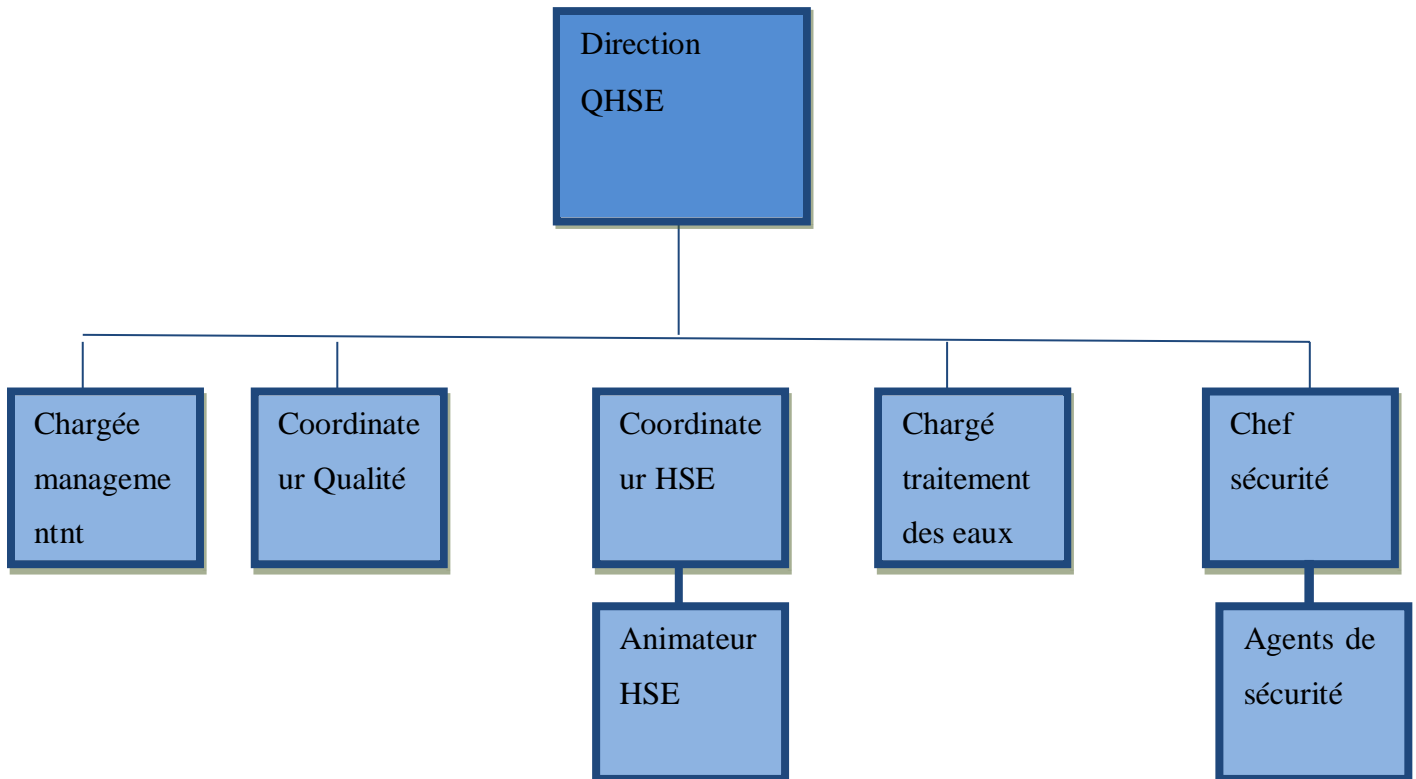 Direction
QHSE
Chargée
manageme
ntnt
Coordinate
ur Qualité
Coordinate
ur HSE
Chargé
traitement
des eaux
Chef
sécurité
Animateur
HSE
Agents de
sécurité